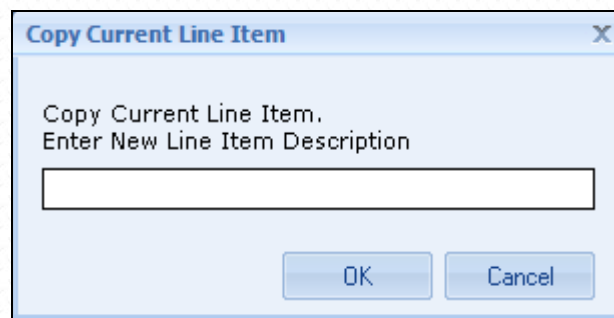 Copy Current Line Item
X
Copy Current Line Item.
Enter New Line Item Description
OK
Cancel